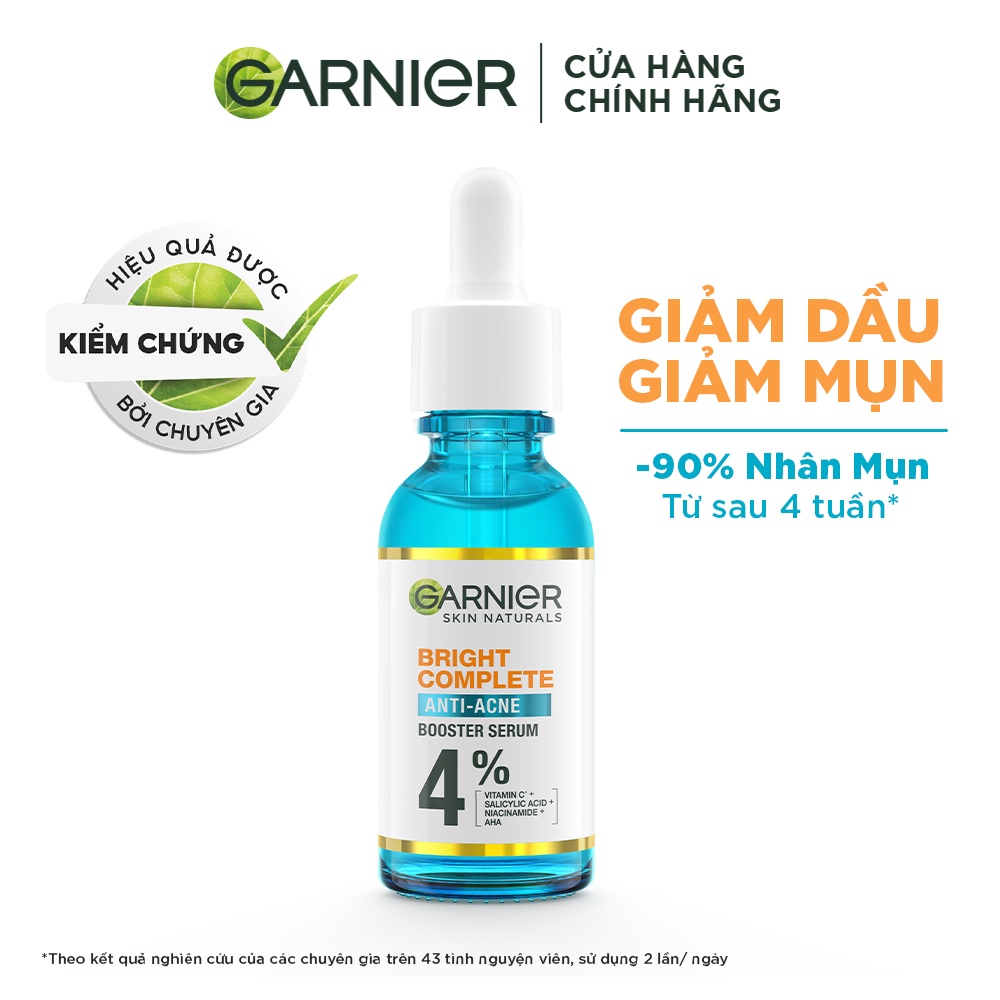 GARNIER
CỬA HÀNG
CHÍNH HÃNG
HIỆU QUẢ ĐƯỢC
KIỂM CHỨNG
BỞI CHUYÊN GIA
GIẢM DẦU
GIẢM MỤN
-90% Nhân Mụn
Từ sau 4 tuần*
GARNIER
SKIN NATURALS
BRIGHT
COMPLETE
ANTI-ACNE
BOOSTER SERUM
4%
VITAMIN C* +
SALICYLIC ACID +
NIACINAMIDE +
AHA
*Theo kết quả nghiên cứu của các chuyên gia trên 43 tình nguyện viên, sử dụng 2 lần/ ngày